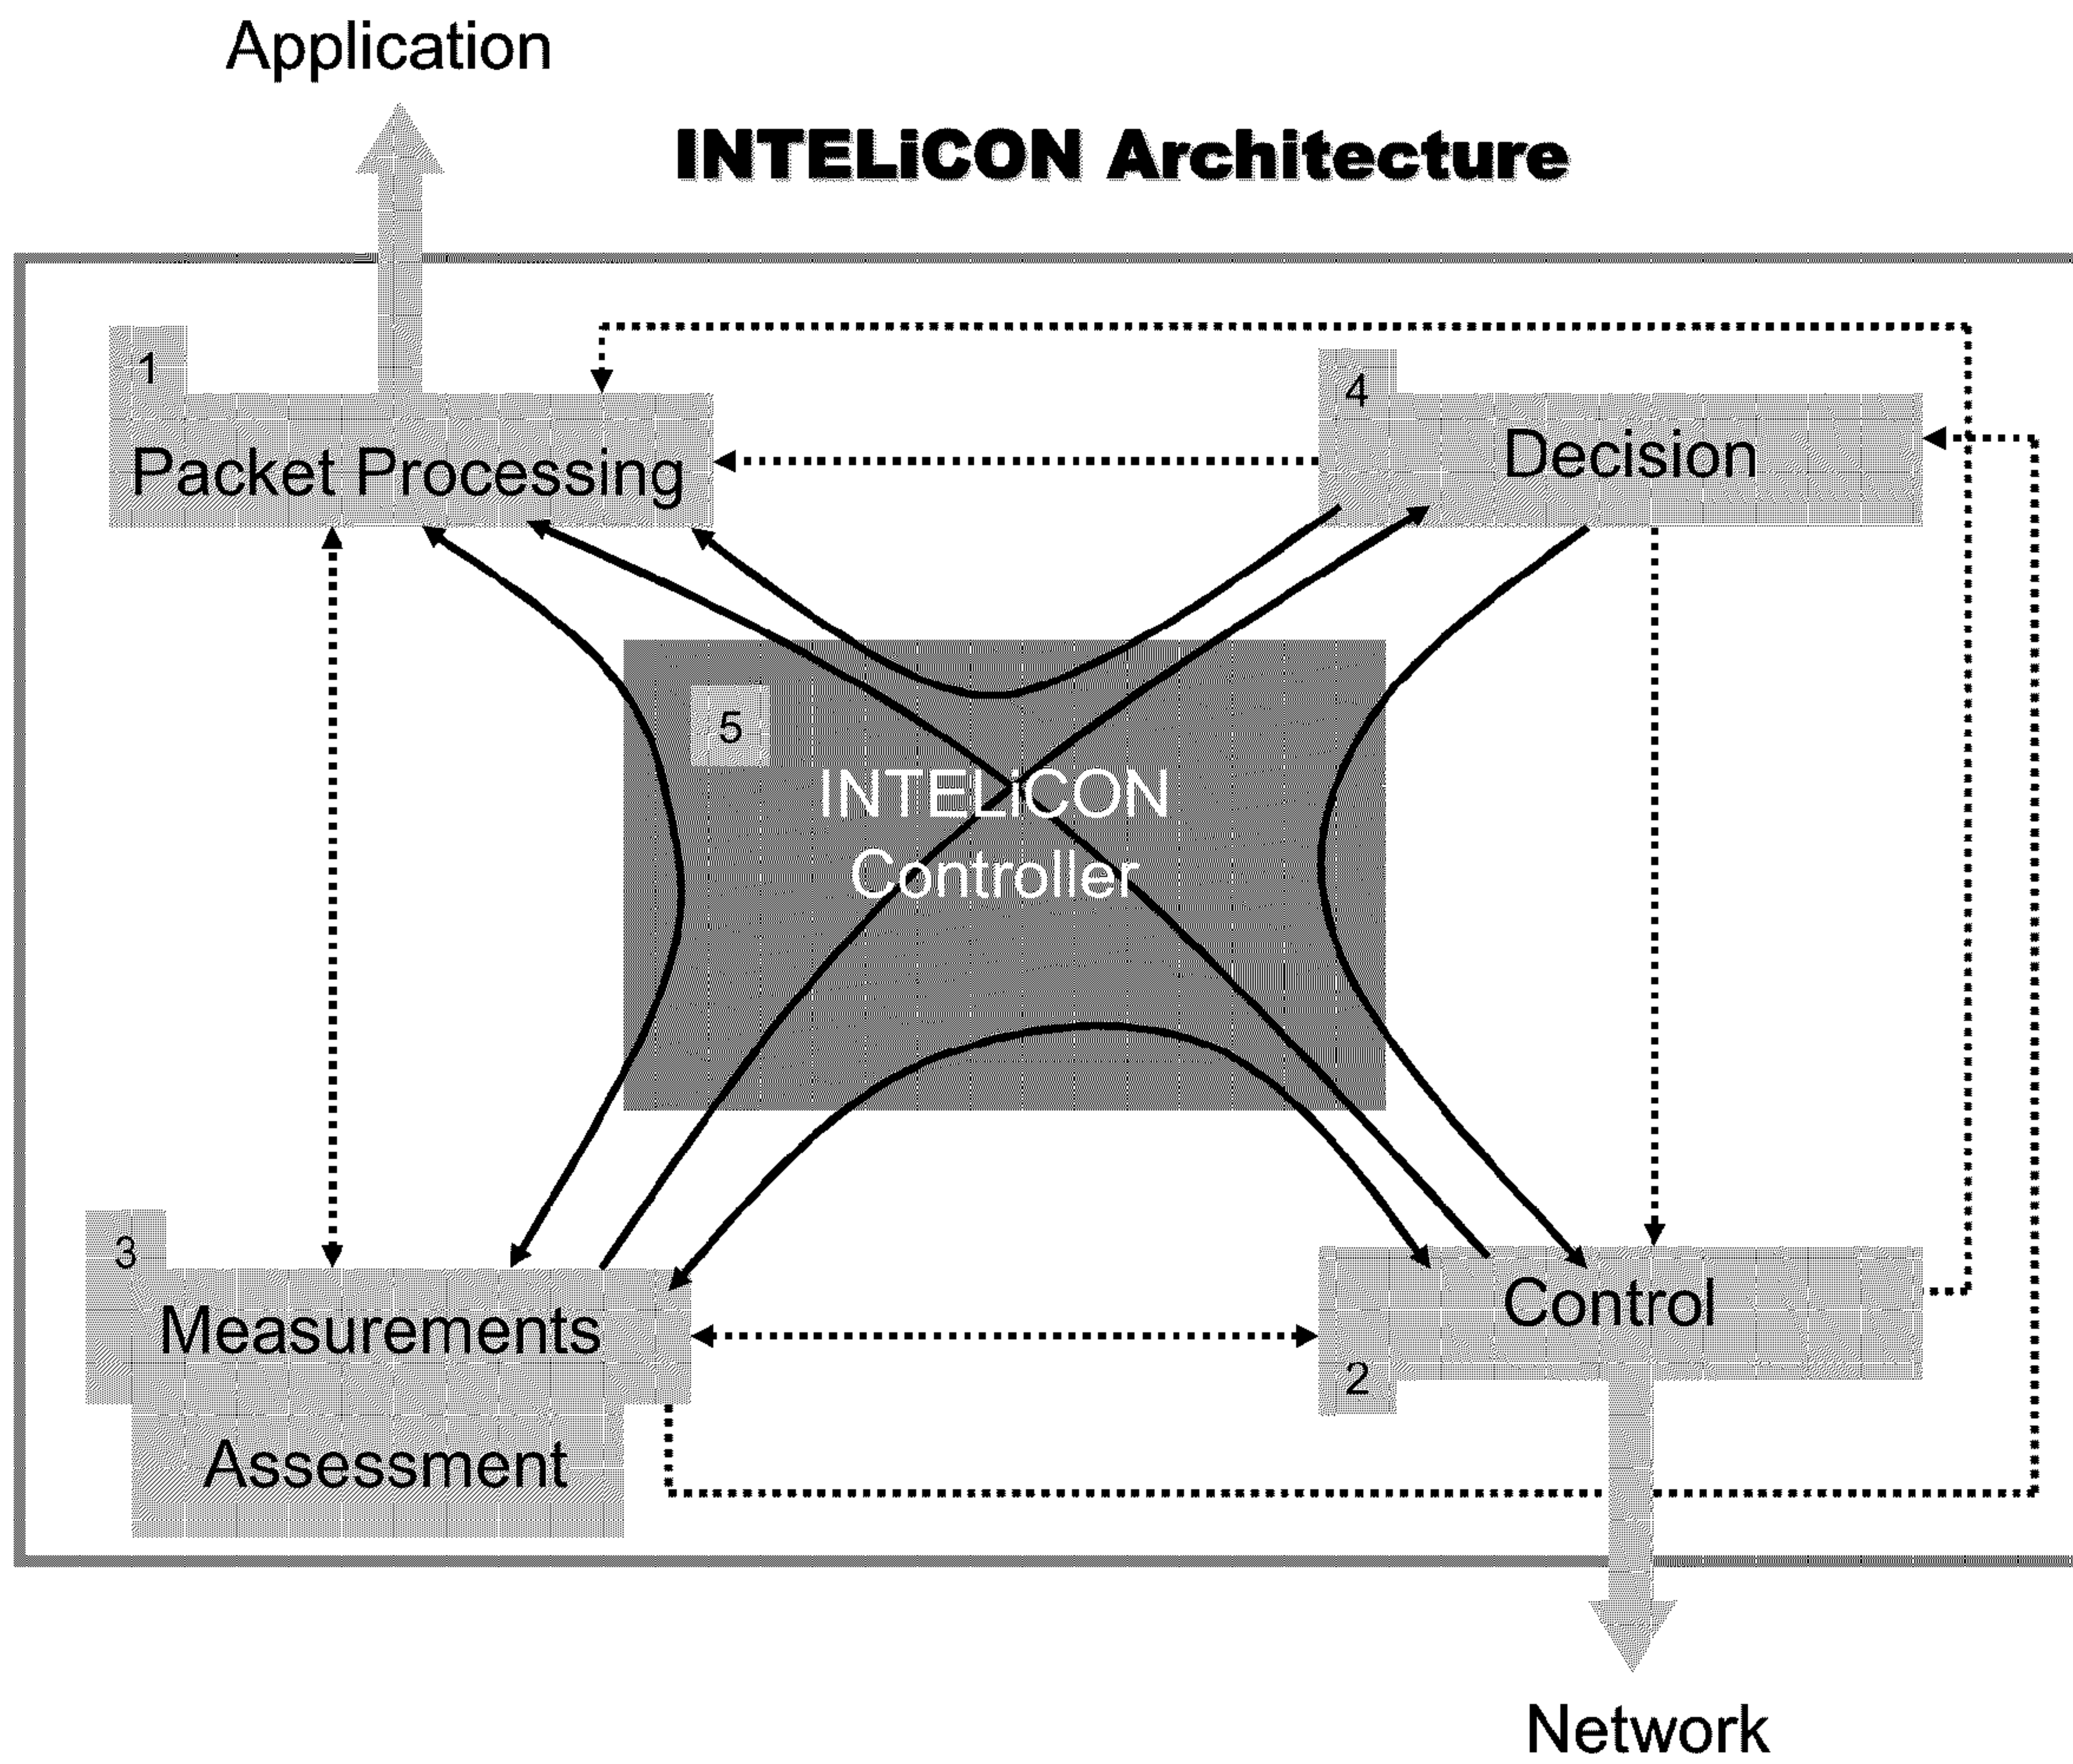 Application
INTELiCON Architecture
1
4
Packet Processing
Decision
5
INTELiCON
Controller
3
Measurements
Control
2
Assessment
Network